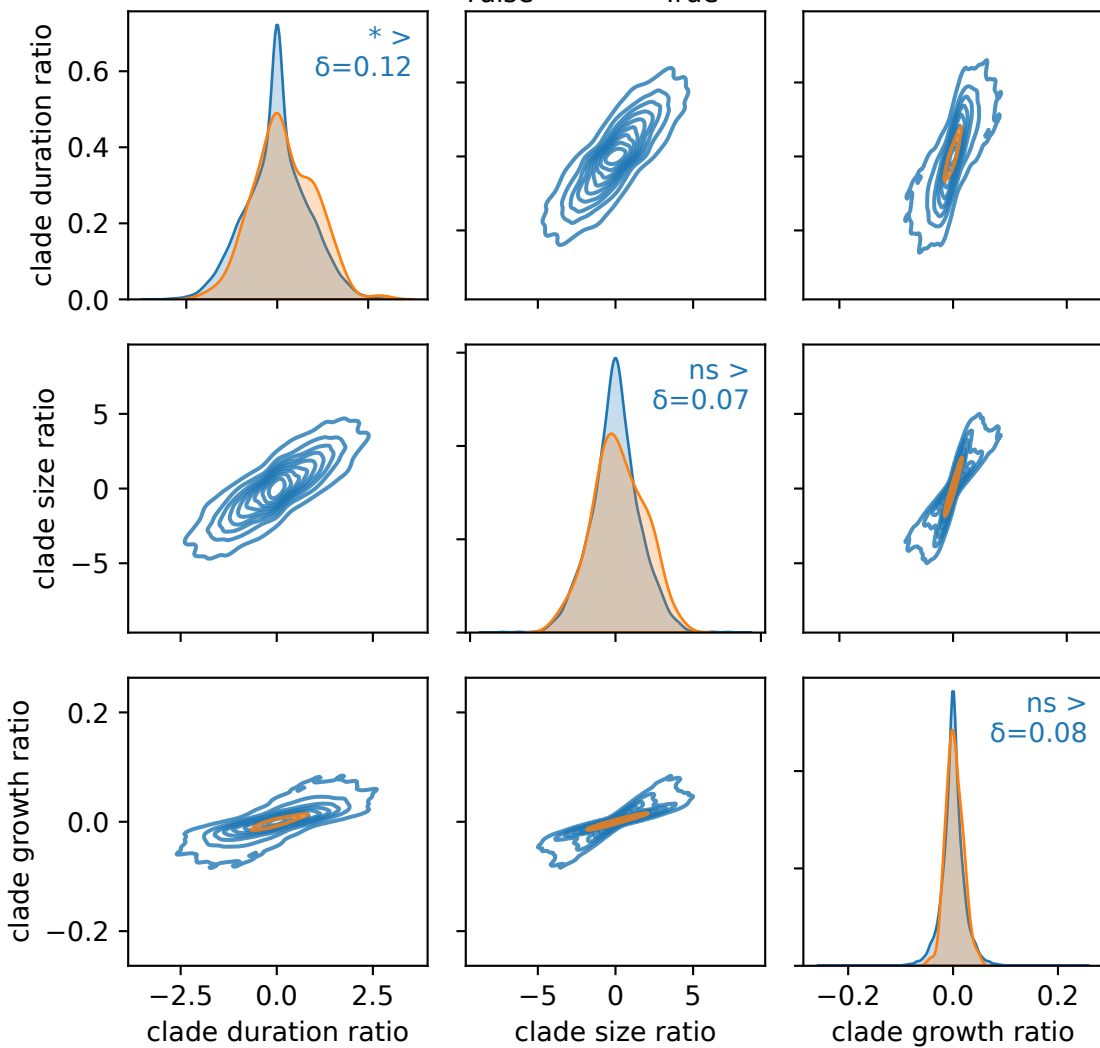 True
clade duration ratio
0.6
0.4
0.2
0.0
* >
δ=0.12
clade size ratio
5
0
−5
ns >
δ=0.07
clade growth ratio
0.2
0.0
−0.2
ns >
δ=0.08
−2.5 0.0 2.5
clade duration ratio
−5 0 5
clade size ratio
−0.2 0.0 0.2
clade growth ratio